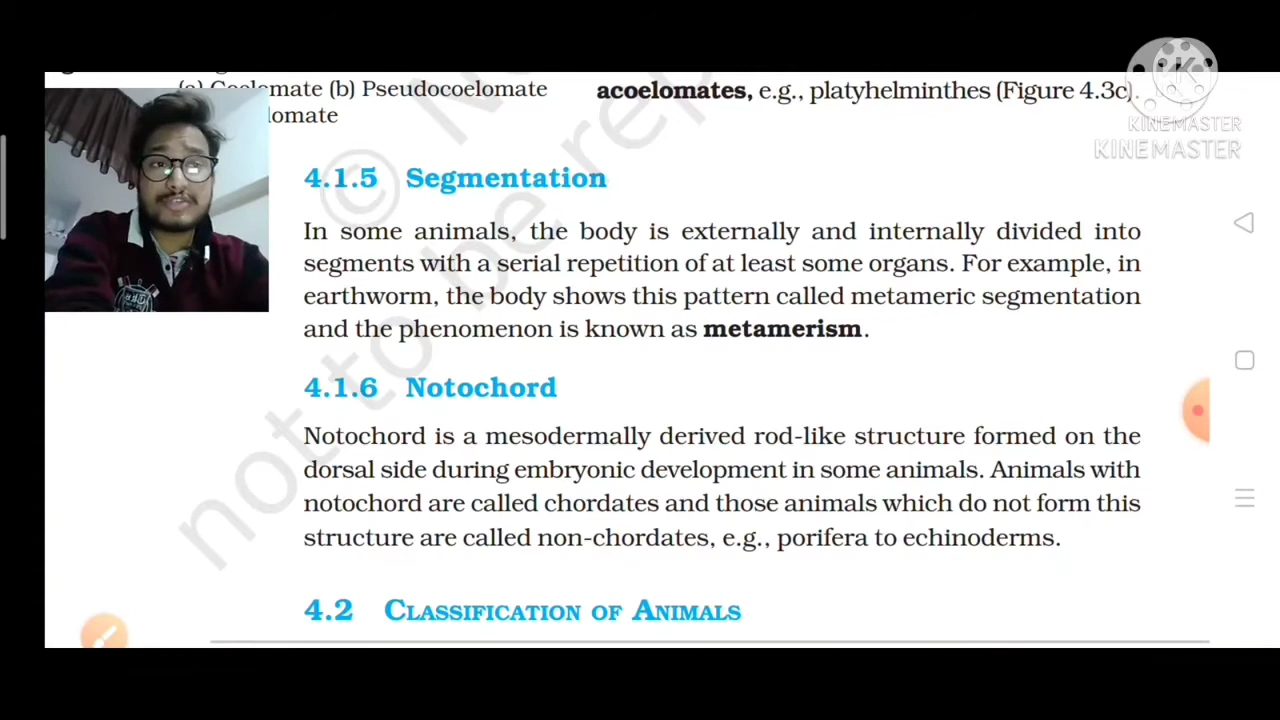 (a) Coelomate (b) Pseudocoelomate
lomate
acoelomates, e.g., platyhelminthes (Figure 4.3c).
KINEMASTER
KINEMASTER
4.1.5 Segmentation
In some animals, the body is externally and internally divided into
segments with a serial repetition of at least some organs. For example, in
earthworm, the body shows this pattern called metameric segmentation
and the phenomenon is known as metamerism.
4.1.6 Notochord
Notochord is a mesodermally derived rod-like structure formed on the
dorsal side during embryonic development in some animals. Animals with
notochord are called chordates and those animals which do not form this
structure are called non-chordates, e.g., porifera to echinoderms.
4.2 CLASSIFICATION OF ANIMALS
© N
not to be rep